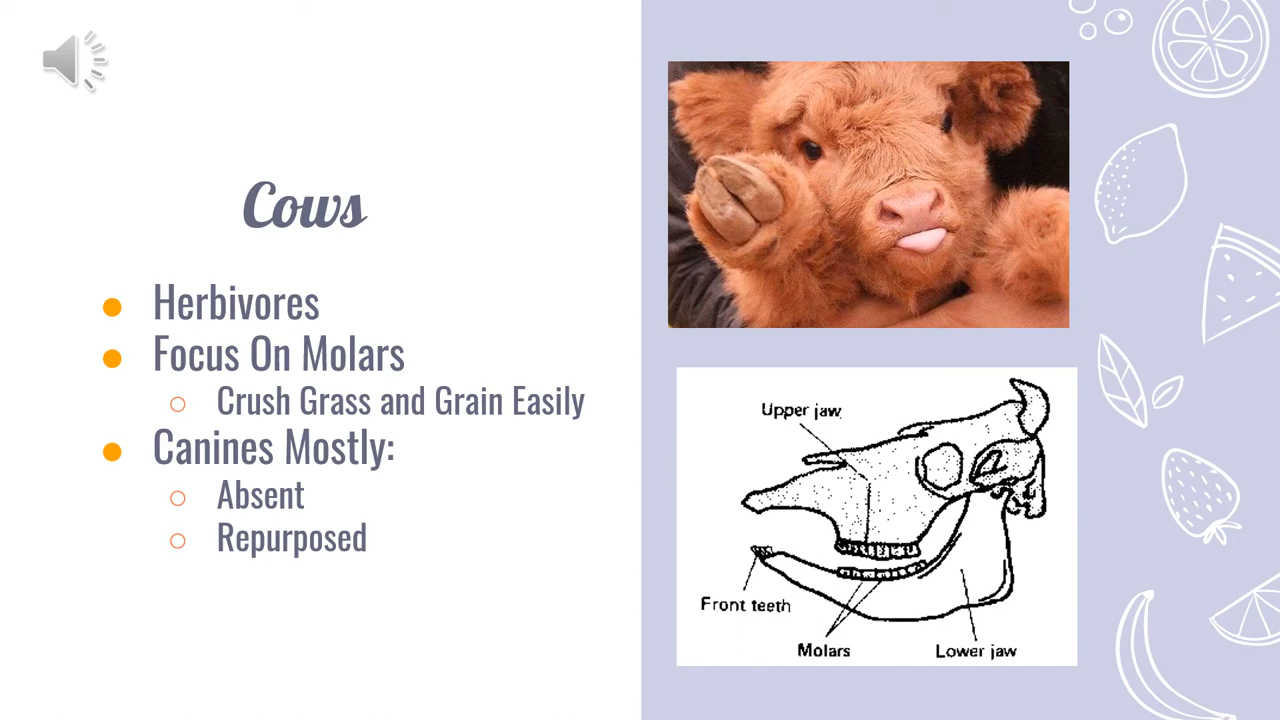 Cows
Herbivores
Focus On Molars
Crush Grass and Grain Easily
Canines Mostly:
Absent
Repurposed
Upper jaw
Front teeth
Molars
Lower jaw